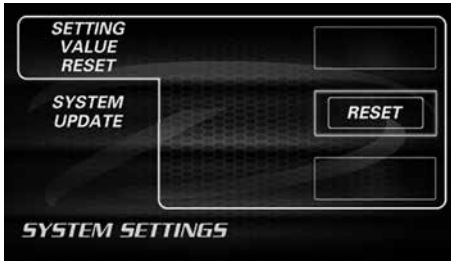 SETTING
VALUE
RESET
SYSTEM
UPDATE
RESET
SYSTEM SETTINGS